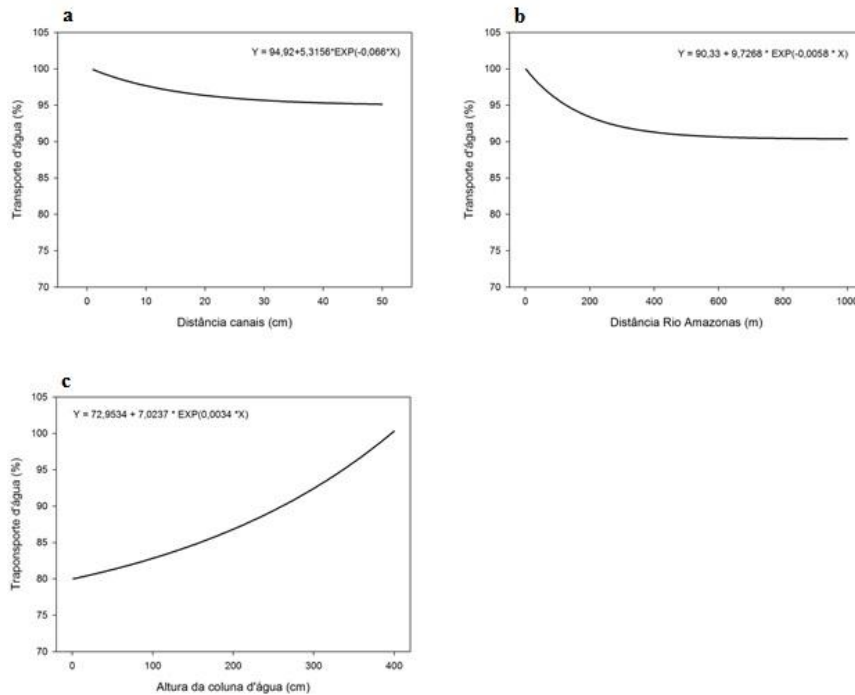 a
Y = 94,92+5,3156*EXP(-0,066*X)
105
100
95
90
85
80
75
70
Transporte d'água (%)
0 10 20 30 40 50
Distância canais (cm)
b
Y = 90,33 + 9,7268 * EXP(-0,0058 * X)
105
100
95
90
85
80
75
70
Transporte d'água (%)
0 200 400 600 800 1000
Distância Rio Amazonas (m)
c
Y = 72,9534 + 7,0237 * EXP(0,0034 *X)
105
100
95
90
85
80
75
70
Traponsporte d'água (%)
0 100 200 300 400
Altura da coluna d'água (cm)